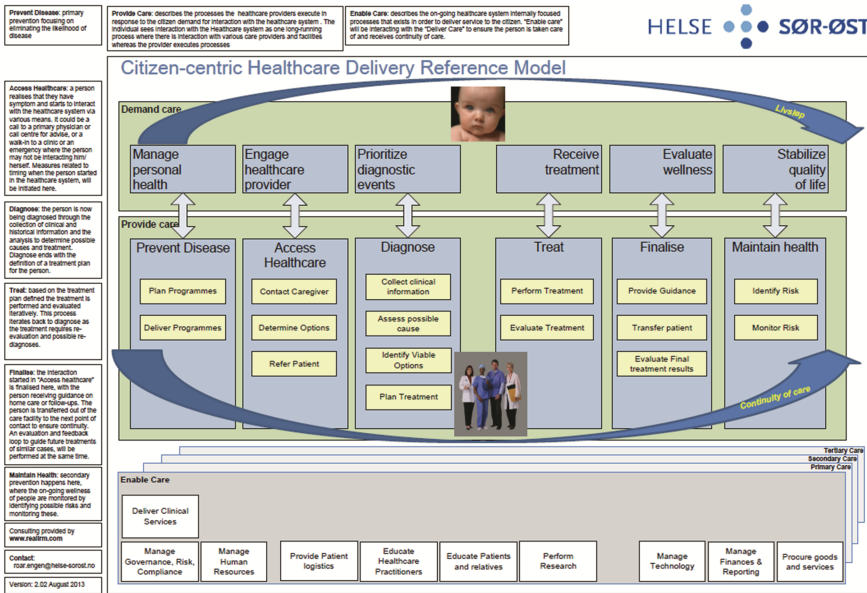 Prevent Disease: primary
prevention focusing on
eliminating the likelihood of
disease
Provide Care: describes the processes the healthcare providers execute in
response to the citizen demand for interaction with the healthcare system . The
individual sees interaction with the Healthcare system as one long-running
process where there is interaction with various care providers and facilities
whereas the provider executes processes
Enable Care: describes the on-going healthcare system internally focused
processes that exists in order to deliver service to the citizen. "Enable care"
will be interacting with the "Deliver Care" to ensure the person is taken care
of and receives continuity of care.
HELSE SØR-ØST
Citizen-centric Healthcare Delivery Reference Model
Access Healthcare: a person
realises that they have
symptom and starts to interact
with the healthcare system via
various means. It could be a
call to a primary physician or
call centre for advise, or a
walk-in to a clinic or an
emergency where the person
may not be interacting him/
herself. Measures related to
timing when the person started
in the healthcare system, will
be initiated here.
Diagnose: the person is now
being diagnosed through the
collection of clinical and
historical information and the
analysis to determine possible
causes and treatment.
Diagnose ends with the
definition of a treatment plan
for the person.
Treat: based on the treatment
plan defined the treatment is
performed and evaluated
iteratively. This process
iterates back to diagnose as
the treatment requires re-
evaluation and possible re-
diagnoses.
Finalise: the interaction
started in "Access healthcare"
is finalised here, with the
person receiving guidance on
home care or follow-ups. The
person is transferred out of the
care facility to the next point of
contact to ensure continuity.
An evaluation and feedback
loop to guide future treatments
of similar cases, will be
performed at the same time.
Maintain Health: secondary
prevention happens here,
where the on-going wellness
of people are monitored by
identifying possible risks and
monitoring these.
Consulting provided by
www.realirm.com
Contact:
roar.engen@helse-sorost.no
Version: 2.02 August 2013
Demand care
Livsløp
Manage
personal
health
Engage
healthcare
provider
Prioritize
diagnostic
events
Receive
treatment
Evaluate
wellness
Stabilize
quality
of life
Provide care
Prevent Disease
Plan Programmes
Deliver Programmes
Access
Healthcare
Contact Caregiver
Determine Options
Refer Patient
Diagnose
Collect clinical
information
Assess possible
cause
Identify Viable
Options
Plan Treatment
Treat
Perform Treatment
Evaluate Treatment
Finalise
Provide Guidance
Transfer patient
Evaluate Final
treatment results
Maintain health
Identify Risk
Monitor Risk
Continuity of care
Tertiary Care
Secondary Care
Primary Care
Enable Care
Deliver Clinical
Services
Manage
Governance, Risk,
Compliance
Manage
Human
Resources
Provide Patient
logistics
Educate
Healthcare
Practitioners
Educate Patients
and relatives
Perform
Research
Manage
Technology
Manage
Finances &
Reporting
Procure goods
and services